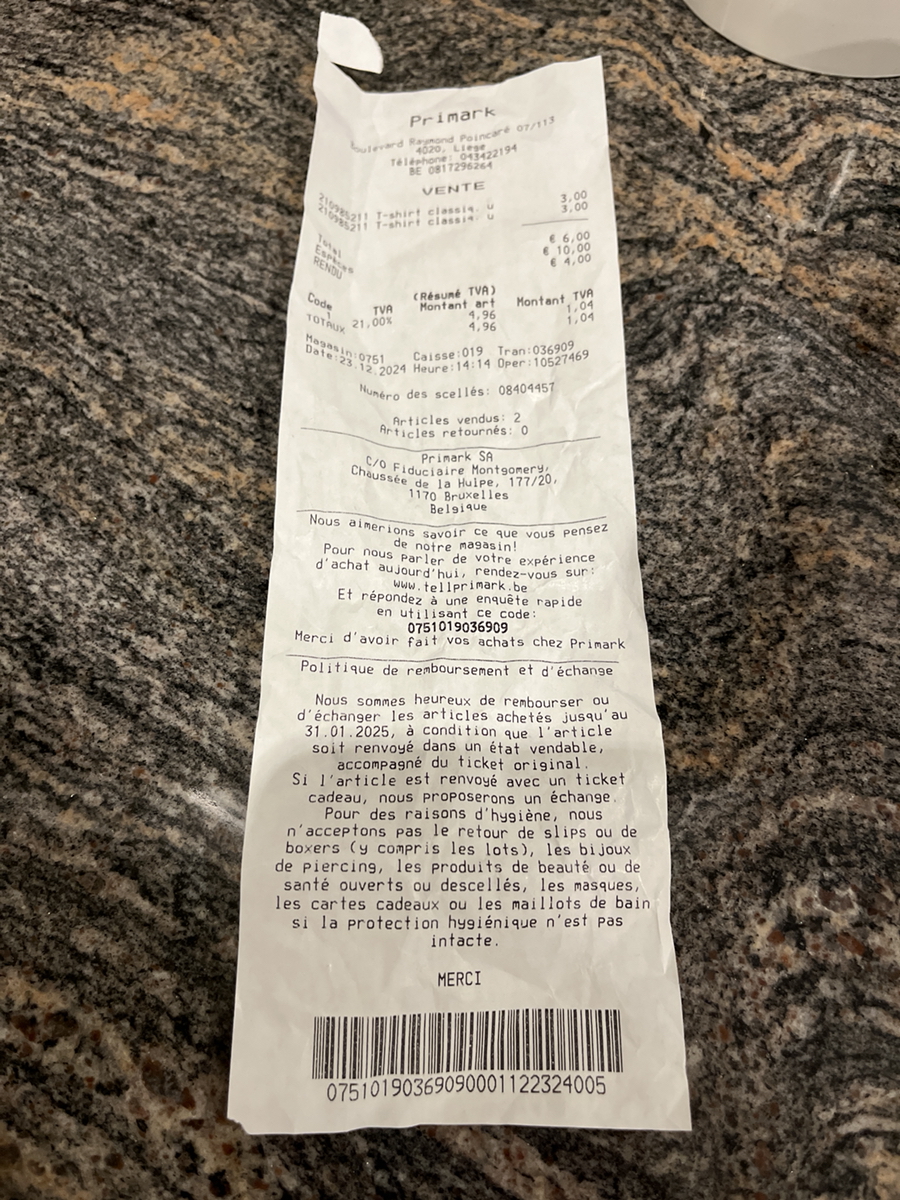 Primark
Boulevard Raymond Poincaré 07/113
4020, Liege
Téléphone: 043422194
BE 0817296264
VENTE
210985211 T-shirt classiq. u 3,00
210985211 T-shirt classiq. u 3,00
Total € 6,00
Espèces € 10,00
RENDU € 4,00
(Résumé TVA)
Code TVA Montant art Montant TVA
1 21,00% 4,96 1,04
TOTAUX 4,96 1,04
Magasin:0751 Caisse:019 Tran:036909
Date:23.12.2024 Heure:14:14 Oper:10527469
Numéro des scellés: 08404457
Articles vendus: 2
Articles retournés: 0
Primark SA
C/O Fiduciaire Montgomery,
Chaussée de la Hulpe, 177/20,
1170 Bruxelles
Belgique
Nous aimerions savoir ce que vous pensez
de notre magasin!
Pour nous parler de votre expérience
d'achat aujourd'hui, rendez-vous sur:
www.tellprimark.be
Et répondez à une enquête rapide
en utilisant ce code:
0751019036909
Merci d'avoir fait vos achats chez Primark
Politique de remboursement et d'échange
Nous sommes heureux de rembourser ou
d'échanger les articles achetés jusqu'au
31.01.2025, à condition que l'article
soit renvoyé dans un état vendable,
accompagné du ticket original.
Si l'article est renvoyé avec un ticket
cadeau, nous proposerons un échange.
Pour des raisons d'hygiène, nous
n'acceptons pas le retour de slips ou de
boxers (y compris les lots), les bijoux
de piercing, les produits de beauté ou de
santé ouverts ou descellés, les masques,
les cartes cadeaux ou les maillots de bain
si la protection hygiénique n'est pas
intacte.
MERCI
07510190369090001122324005